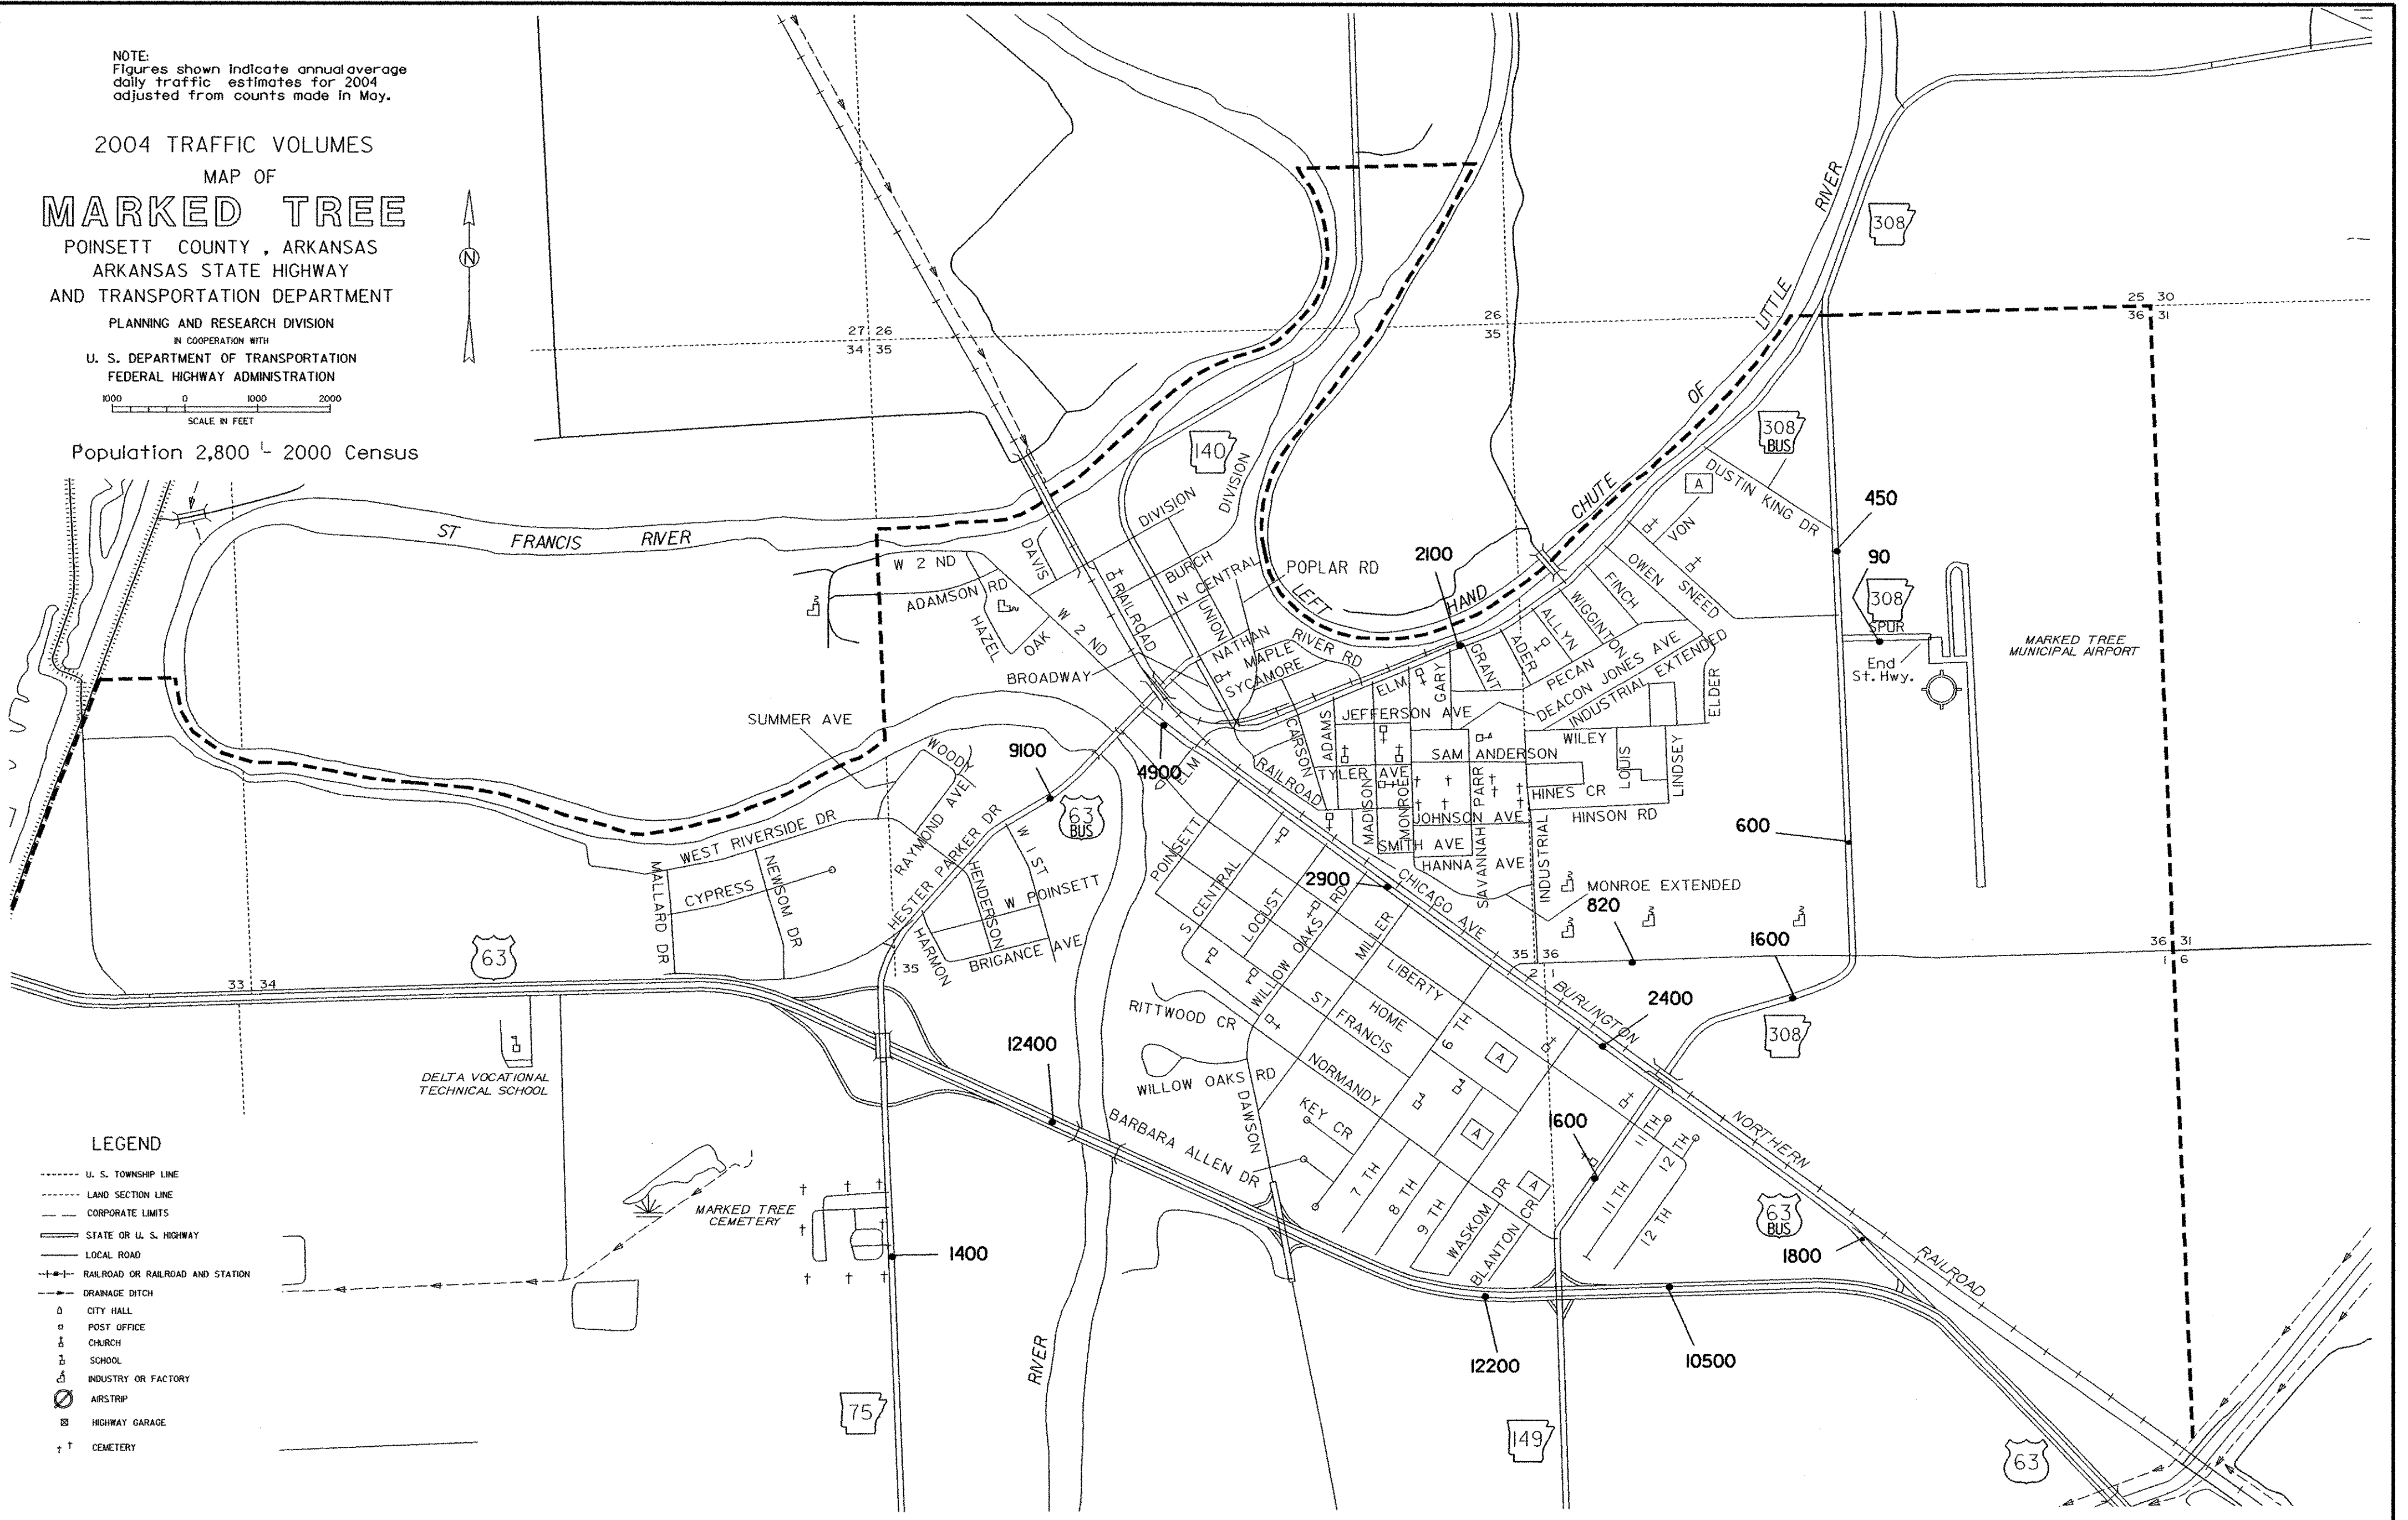 NOTE:
Figures shown indicate annual average
daily traffic estimates for 2004
adjusted from counts made in May.
2004 TRAFFIC VOLUMES
MAP OF
MARKED TREE
POINSETT COUNTY , ARKANSAS
ARKANSAS STATE HIGHWAY
AND TRANSPORTATION DEPARTMENT
PLANNING AND RESEARCH DIVISION
IN COOPERATION WITH
U. S. DEPARTMENT OF TRANSPORTATION
FEDERAL HIGHWAY ADMINISTRATION
1000 0 1000 2000
SCALE IN FEET
Population 2,800 - 2000 Census
N
27 26
34 35
26
35
25 30
36 31
LITTLE RIVER
308
CHUTE OF
308
BUS
140
DIVISION
DIVISION
DUSTIN KING DR
A
VON
450
90
308
SPUR
End
St. Hwy.
MARKED TREE
MUNICIPAL AIRPORT
ST FRANCIS RIVER
DAVIS
W 2 ND
ADAMSON RD
HAZEL
OAK
W 2 ND
RAILROAD
BURCH
N CENTRAL
UNION
NATHAN
MAPLE
SYCAMORE
BROADWAY
POPLAR RD
LEFT HAND
RIVER RD
2100
OWEN
SNEED
FINCH
WIGGINTON
ALLYN
ADER
GRANT
GARY
ELM
PECAN
DEACON JONES AVE
INDUSTRIAL EXTENDED
ELDER
SUMMER AVE
WOODY
RAYMOND AVE
9100
4900
ELM
CARSON
ADAMS
JEFFERSON AVE
SAM ANDERSON
WILEY
LOUIS
LINDSEY
RAILROAD
TYLER AVE
MADISON
MONROE
SAVANNAH PARR
HINES CR
HINSON RD
JOHNSON AVE
SMITH AVE
HANNA AVE
INDUSTRIAL
600
63
BUS
HESTER PARKER DR
W 1 ST
HENDERSON
W POINSETT
HARMON
BRIGANCE AVE
WEST RIVERSIDE DR
MALLARD DR
CYPRESS
NEWSOM DR
POINSETT
S CENTRAL
LOCUST
WILLOW OAKS RD
MILLER
2900
CHICAGO AVE
MONROE EXTENDED
820
1600
35 36
2 1
36 31
1 6
63
35
33 34
LIBERTY
HOME
ST FRANCIS
NORMANDY
6 TH
A
BURLINGTON
2400
308
RITTWOOD CR
WILLOW OAKS RD
DAWSON
KEY CR
BARBARA ALLEN DR
12400
DELTA VOCATIONAL
TECHNICAL SCHOOL
A
1600
11 TH
12 TH
NORTHERN
7 TH
8 TH
9 TH
WASKOM DR
A
BLANTON CR
11 TH
12 TH
63
BUS
1800
RAILROAD
MARKED TREE
CEMETERY
1400
RIVER
12200
10500
75
149
63
LEGEND
U. S. TOWNSHIP LINE
LAND SECTION LINE
CORPORATE LIMITS
STATE OR U. S. HIGHWAY
LOCAL ROAD
RAILROAD OR RAILROAD AND STATION
DRAINAGE DITCH
CITY HALL
POST OFFICE
CHURCH
SCHOOL
INDUSTRY OR FACTORY
AIRSTRIP
HIGHWAY GARAGE
CEMETERY